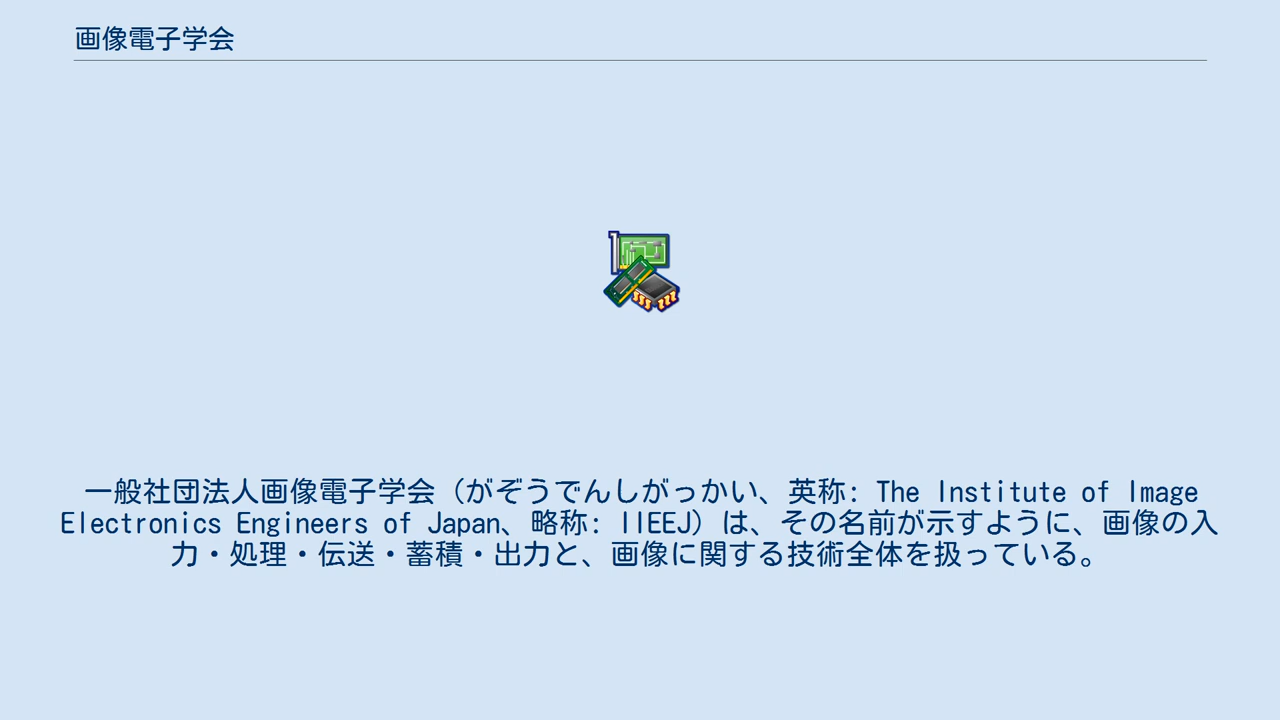 画像電子学会
一般社団法人画像電子学会（がぞうでんしがっかい、英称: The Institute of Image
Electronics Engineers of Japan、略称: IIEEJ）は、その名前が示すように、画像の入
力・処理・伝送・蓄積・出力と、画像に関する技術全体を扱っている。